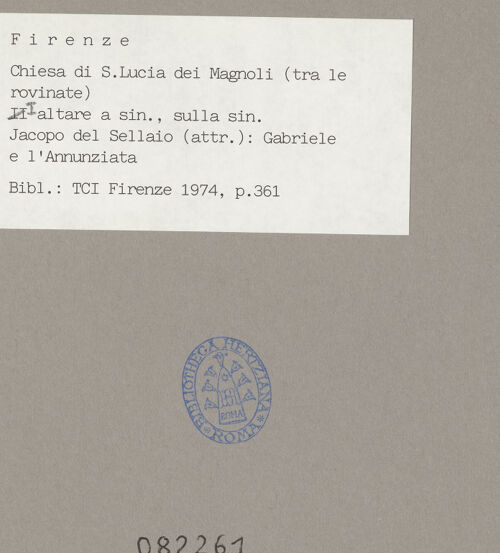 F i r e n z e
Chiesa di S.Lucia dei Magnoli (tra le
rovinate)
I altare a sin., sulla sin.
Jacopo del Sellaio (attr.): Gabriele
e l'Annunziata
Bibl.: TCI Firenze 1974, p.361
BIBLIOTHECA HERTZIANA
ROMA
* ROMA *
082261